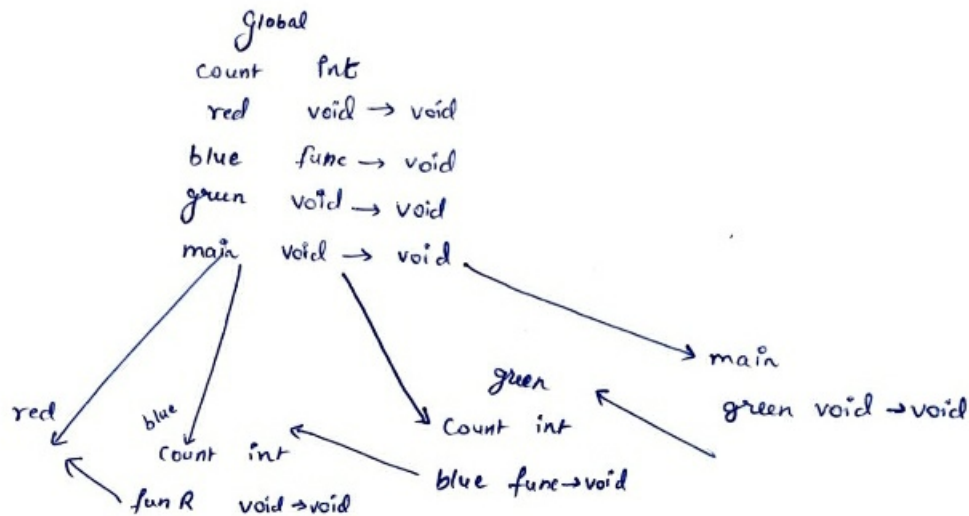 Global
count int
red void → void
blue func → void
green void → void
main void → void
main
green
green void → void
red
blue
count int
count int
blue func → void
fun R void → void